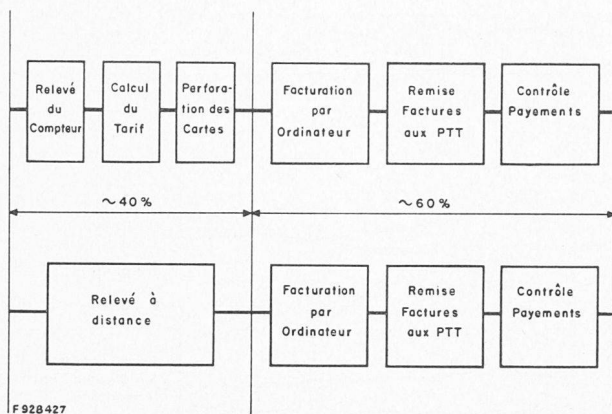 Relevé
du
Compteur
Calcul
du
Tarif
Perfora-
tion des
Cartes
Facturation
par
Ordinateur
Remise
Factures
aux PTT
Contrôle
Payements
~40%
~60%
Relevé à
distance
Facturation
par
Ordinateur
Remise
Factures
aux PTT
Contrôle
Payements
F928427